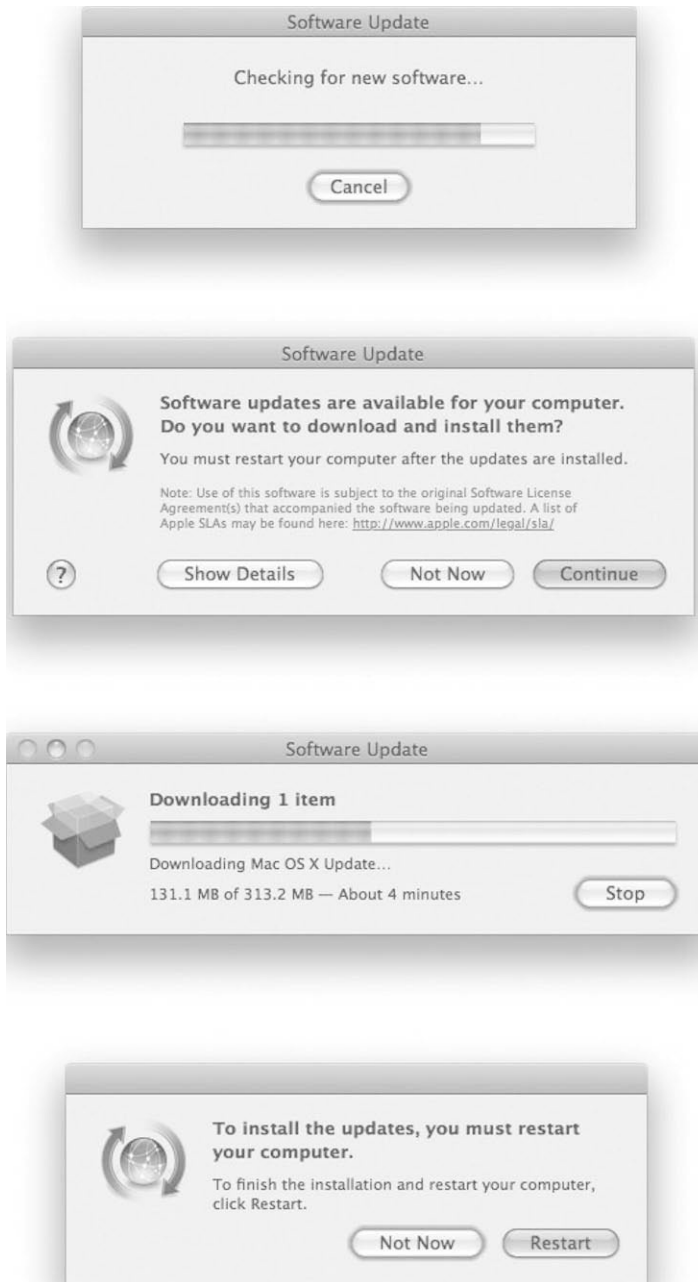 Software Update
Checking for new software...
Cancel
Software Update
Software updates are available for your computer.
Do you want to download and install them?
You must restart your computer after the updates are installed.
Note: Use of this software is subject to the original Software License
Agreement(s) that accompanied the software being updated. A list of
Apple SLAs may be found here: http://www.apple.com/legal/sla/
?
Show Details
Not Now
Continue
Software Update
Downloading 1 item
Downloading Mac OS X Update...
131.1 MB of 313.2 MB — About 4 minutes
Stop
To install the updates, you must restart
your computer.
To finish the installation and restart your computer,
click Restart.
Not Now
Restart